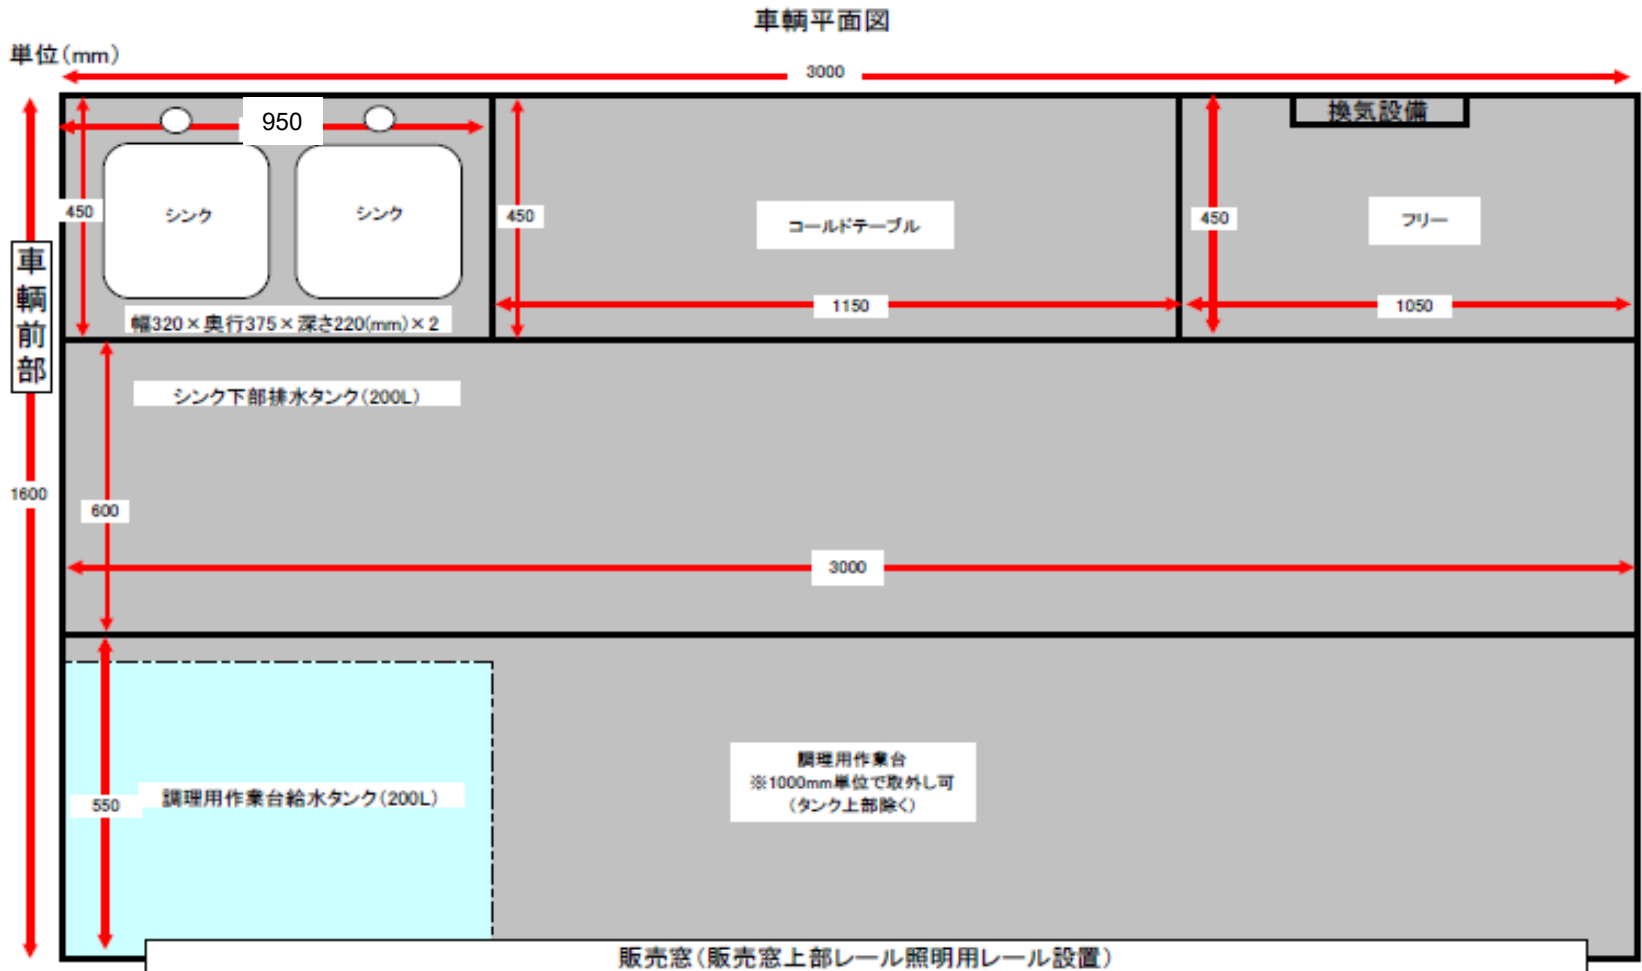 車輌平面図
単位(mm)
3000
950
換気設備
450
シンク
シンク
450
コールドテーブル
450
フリー
車輌前部
1150
1050
幅320×奥行375×深さ220(mm)×2
シンク下部排水タンク(200L)
1600
600
3000
調理用作業台
※1000mm単位で取外し可
(タンク上部除く)
550
調理用作業台給水タンク(200L)
販売窓(販売窓上部レール照明用レール設置)